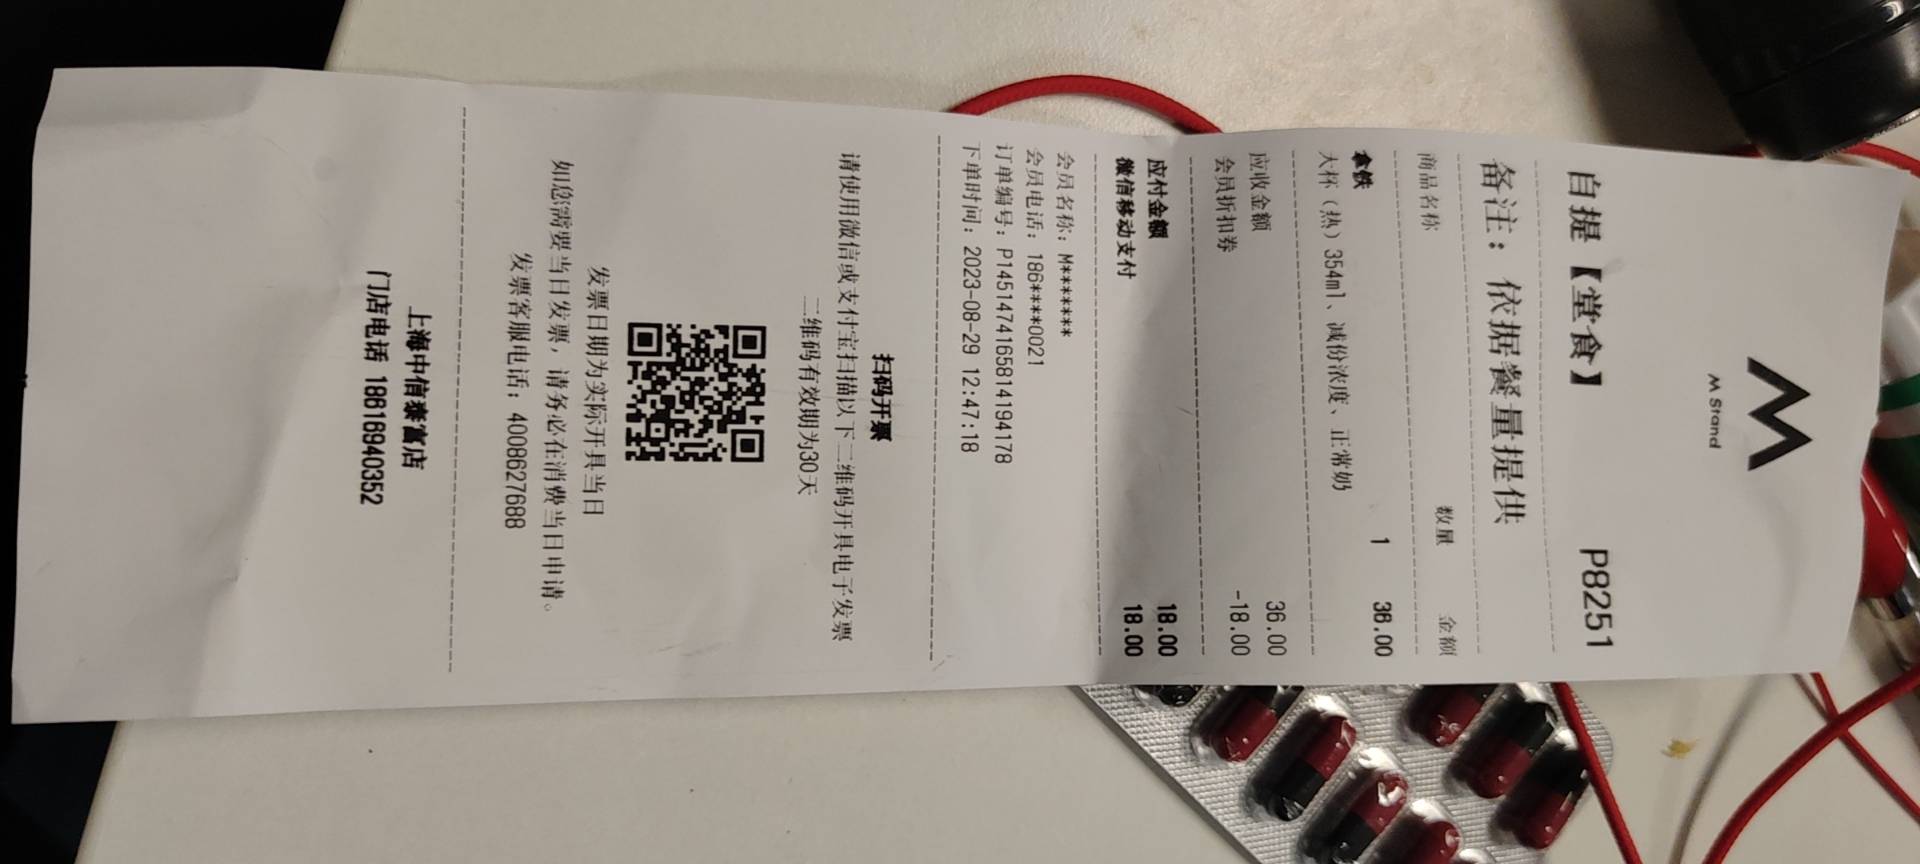 M Stand
自提【堂食】 P8251
备注：依据餐量提供
商品名称 数量 金额
拿铁 1 36.00
大杯（热）354ml、减份浓度、正常奶
应收金额 36.00
会员折扣券 -18.00
应付金额 18.00
微信移动支付 18.00
会员名称：M*******
会员电话：186****0021
订单编号：P145147416581419​4178
下单时间：2023-08-29 12:47:18
扫码开票
请使用微信或支付宝扫描以下二维码开具电子发票
二维码有效期为30天
发票日期为实际开具当日
如您需要当日发票，请务必在消费当日申请。
发票客服电话：4008627688
上海中信泰富店
门店电话 18616940352